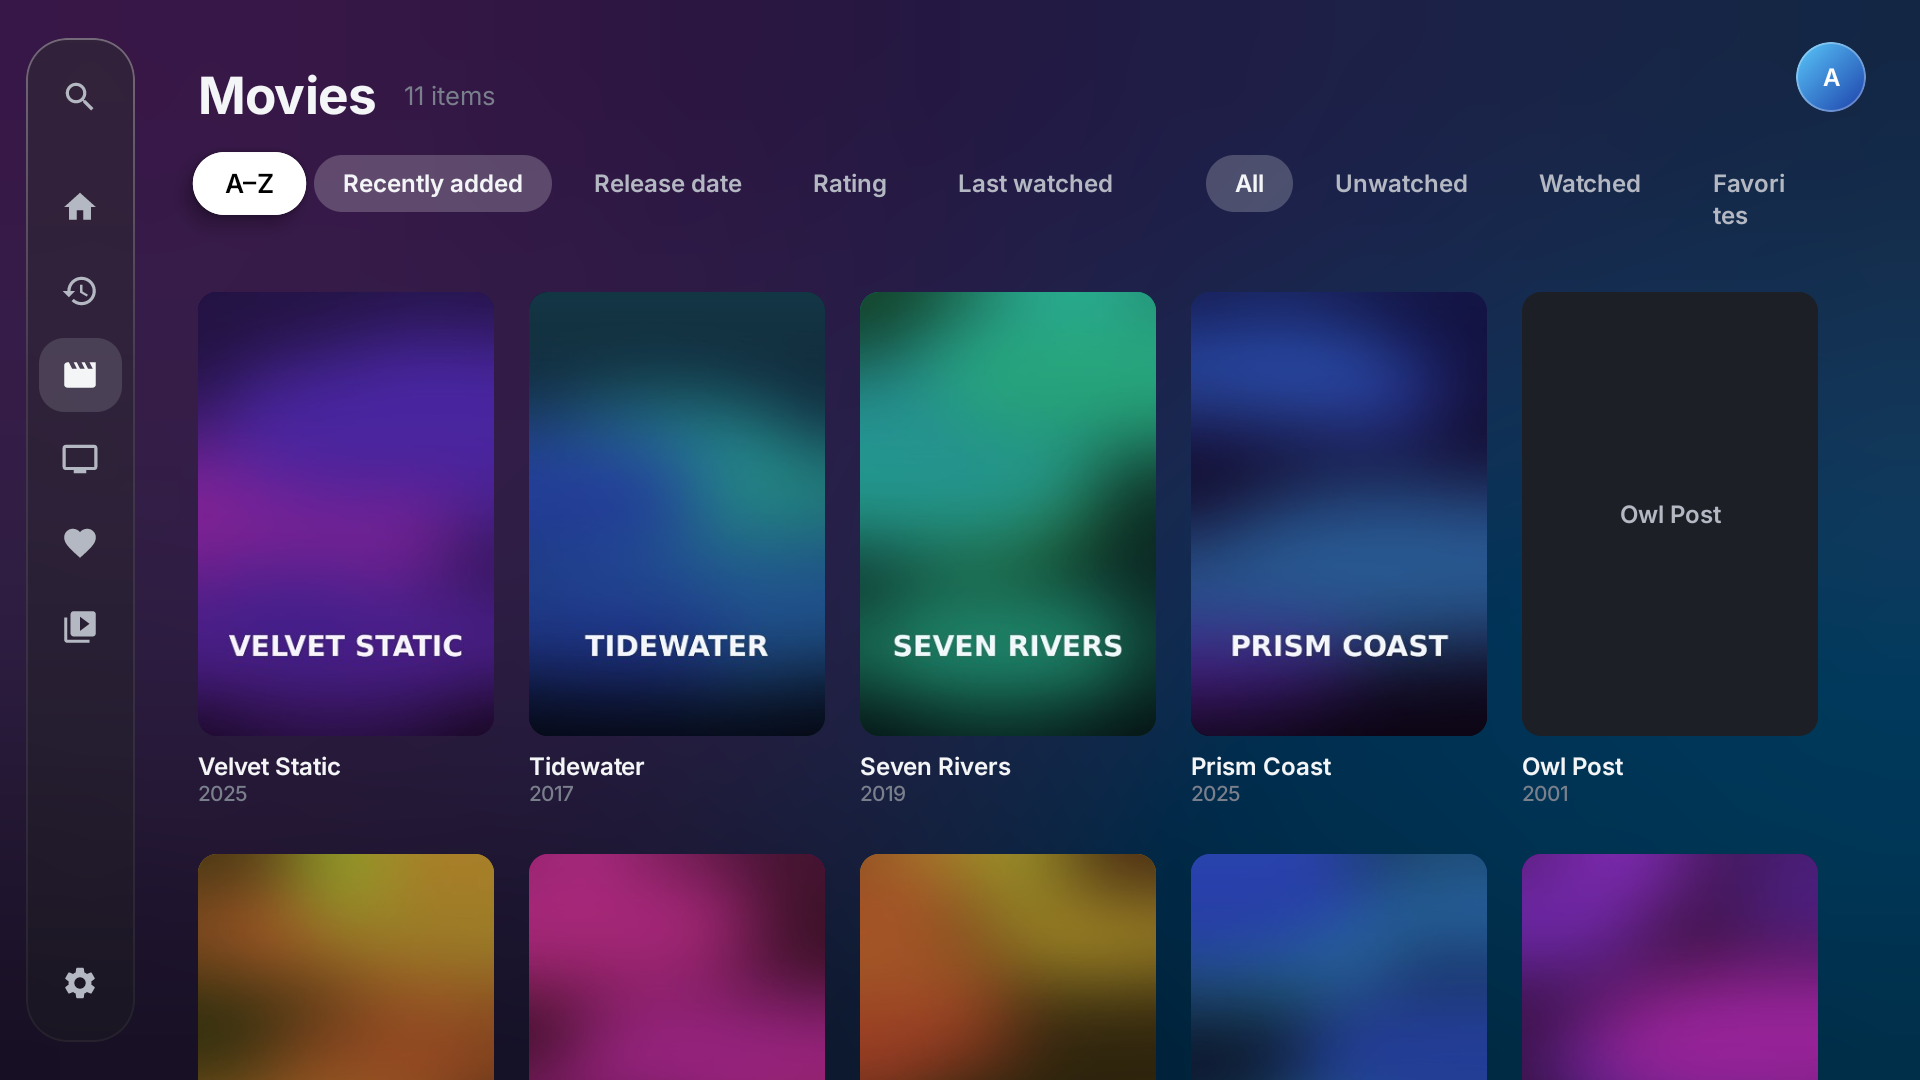 Movies 11 items
A
A–Z Recently added Release date Rating Last watched All Unwatched Watched Favori
tes
VELVET STATIC
TIDEWATER
SEVEN RIVERS
PRISM COAST
Owl Post
Velvet Static
2025
Tidewater
2017
Seven Rivers
2019
Prism Coast
2025
Owl Post
2001